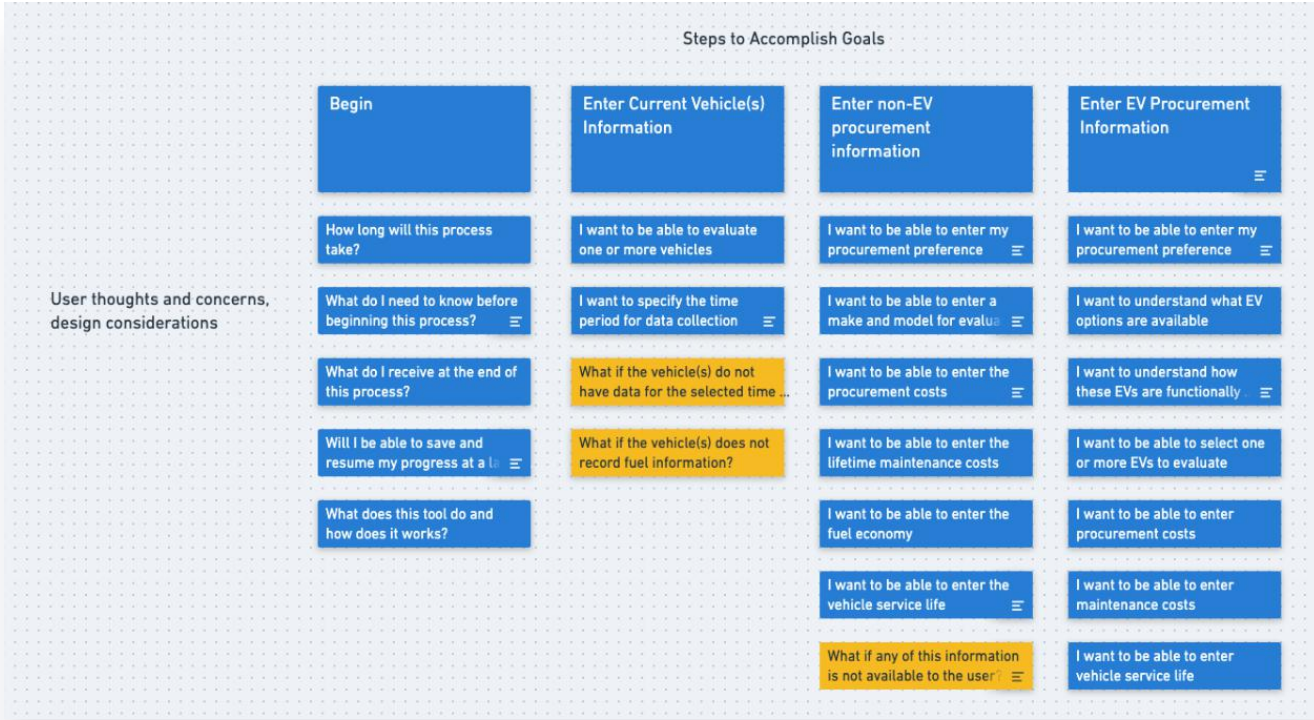 Steps to Accomplish Goals
Begin
Enter Current Vehicle(s)
Information
Enter non-EV
procurement
information
Enter EV Procurement
Information
User thoughts and concerns,
design considerations
How long will this process
take?
What do I need to know before
beginning this process?
What do I receive at the end of
this process?
Will I be able to save and
resume my progress at a
What does this tool do and
how does it works?
I want to be able to evaluate
one or more vehicles
I want to specify the time
period for data collection
What if the vehicle(s) do not
have data for the selected time ...
What if the vehicle(s) does not
record fuel information?
I want to be able to enter my
procurement preference
I want to be able to enter a
make and model for
I want to be able to enter the
procurement costs
I want to be able to enter the
lifetime maintenance costs
I want to be able to enter the
fuel economy
I want to be able to enter the
vehicle service life
What if any of this information
is not available to the user?
I want to be able to enter my
procurement preference
I want to understand what EV
options are available
I want to understand how
these EVs are functionally
I want to be able to select one
or more EVs to evaluate
I want to be able to enter
procurement costs
I want to be able to enter
maintenance costs
I want to be able to enter
vehicle service life